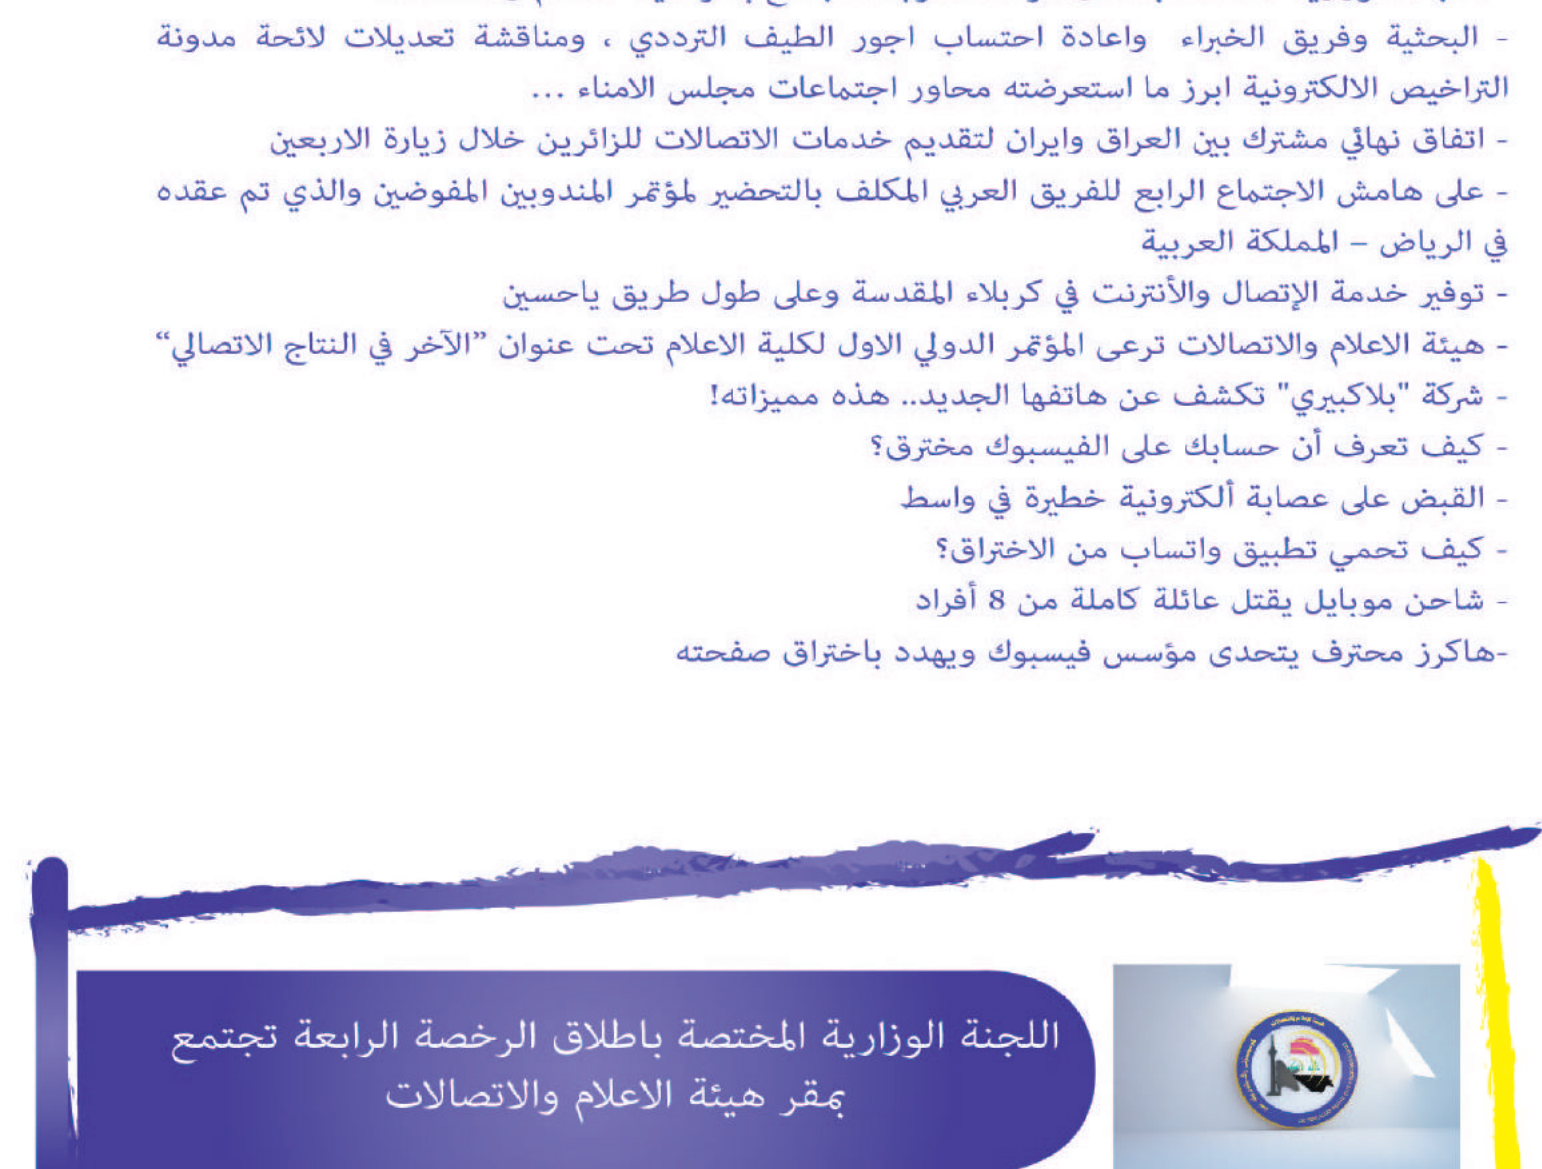 - البحثية وفريق الخبراء واعادة احتساب اجور الطيف الترددي ، ومناقشة تعديلات لائحة مدونة
التراخيص الالكترونية ابرز ما استعرضته محاور اجتماعات مجلس الامناء ...
- اتفاق نهائي مشترك بين العراق وايران لتقديم خدمات الاتصالات للزائرين خلال زيارة الاربعين
- على هامش الاجتماع الرابع للفريق العربي المكلف بالتحضير لمؤتمر المندوبين المفوضين والذي تم عقده
في الرياض – المملكة العربية
- توفير خدمة الإتصال والأنترنت في كربلاء المقدسة وعلى طول طريق ياحسين
- هيئة الاعلام والاتصالات ترعى المؤتمر الدولي الاول لكلية الاعلام تحت عنوان ”الآخر في النتاج الاتصالي“
- شركة "بلاكبيري" تكشف عن هاتفها الجديد.. هذه مميزاته!
- كيف تعرف أن حسابك على الفيسبوك مخترق؟
- القبض على عصابة ألكترونية خطيرة في واسط
- كيف تحمي تطبيق واتساب من الاختراق؟
- شاحن موبايل يقتل عائلة كاملة من 8 أفراد
-هاكرز محترف يتحدى مؤسس فيسبوك ويهدد باختراق صفحته
اللجنة الوزارية المختصة باطلاق الرخصة الرابعة تجتمع
بمقر هيئة الاعلام والاتصالات